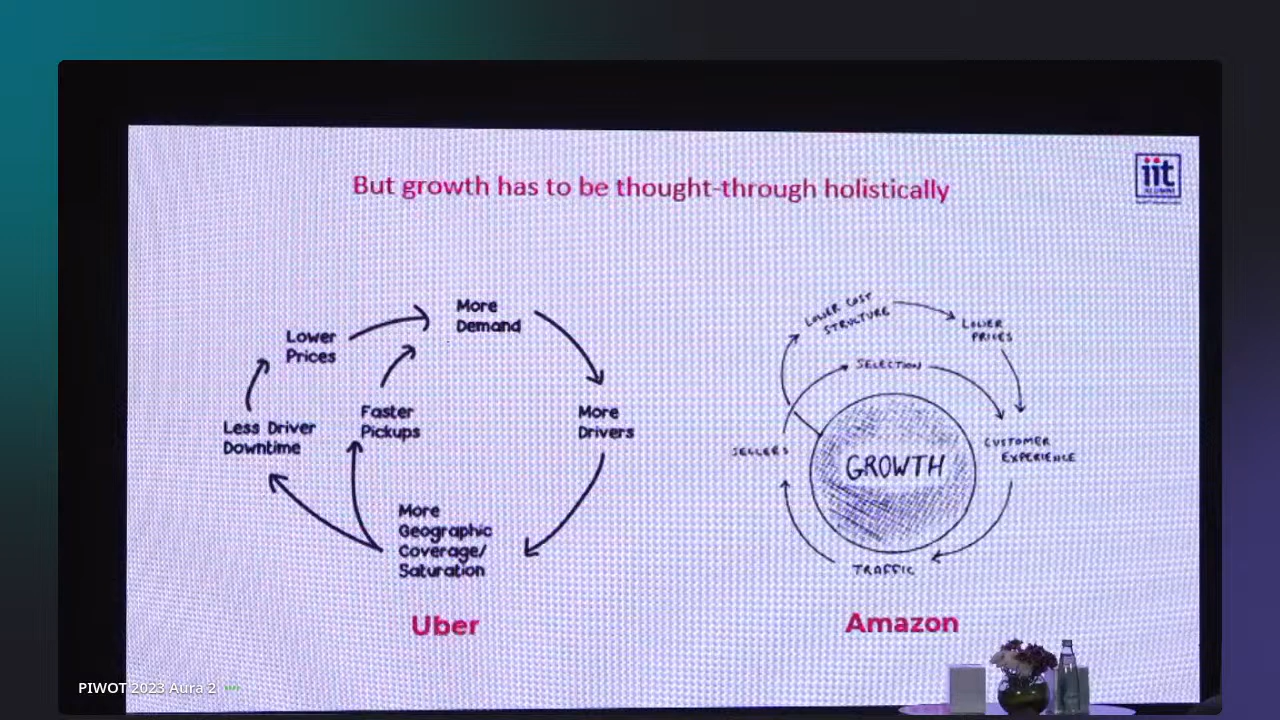 But growth has to be thought-through holistically
iit
More
Demand
Lower
Prices
Less Driver
Downtime
Faster
Pickups
More
Drivers
More
Geographic
Coverage/
Saturation
Uber
LOWER COST
STRUCTURE
LOWER
PRICES
SELECTION
SELLERS
GROWTH
CUSTOMER
EXPERIENCE
TRAFFIC
Amazon
PIWOT 2023 Aura 2